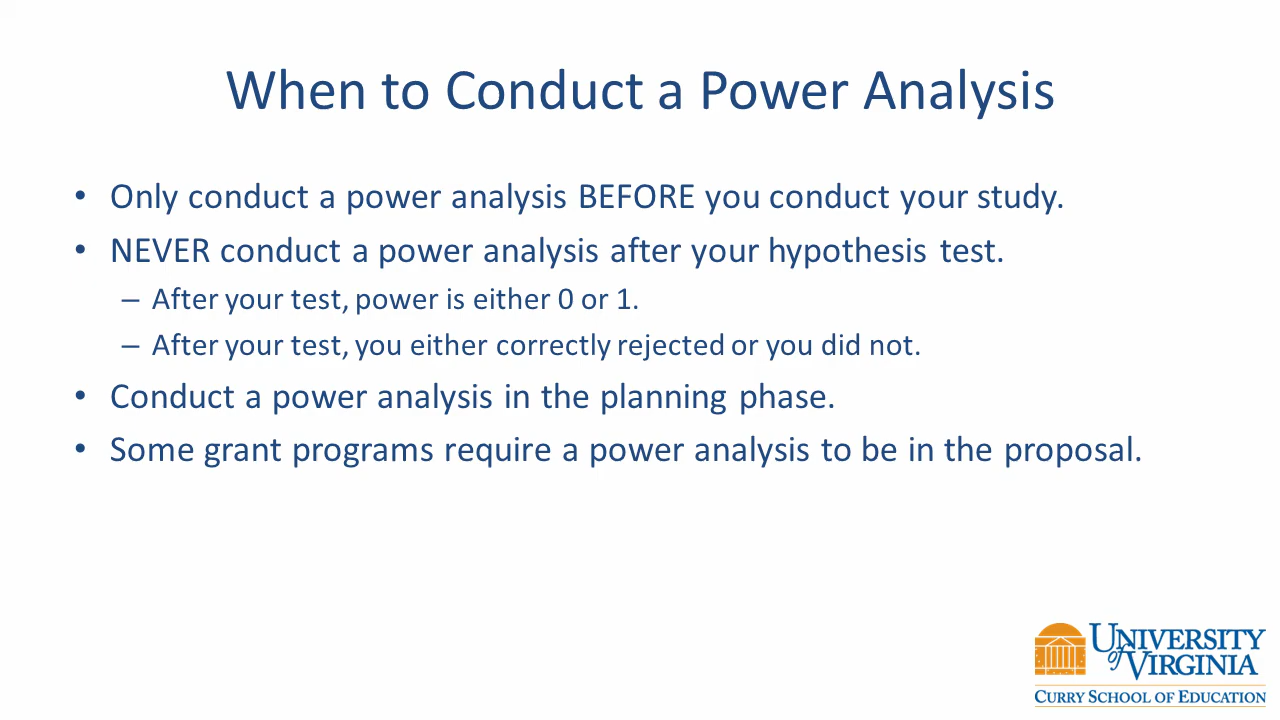 When to Conduct a Power Analysis
• Only conduct a power analysis BEFORE you conduct your study.
• NEVER conduct a power analysis after your hypothesis test.
– After your test, power is either 0 or 1.
– After your test, you either correctly rejected or you did not.
• Conduct a power analysis in the planning phase.
• Some grant programs require a power analysis to be in the proposal.
UNIVERSITY
of VIRGINIA
CURRY SCHOOL OF EDUCATION